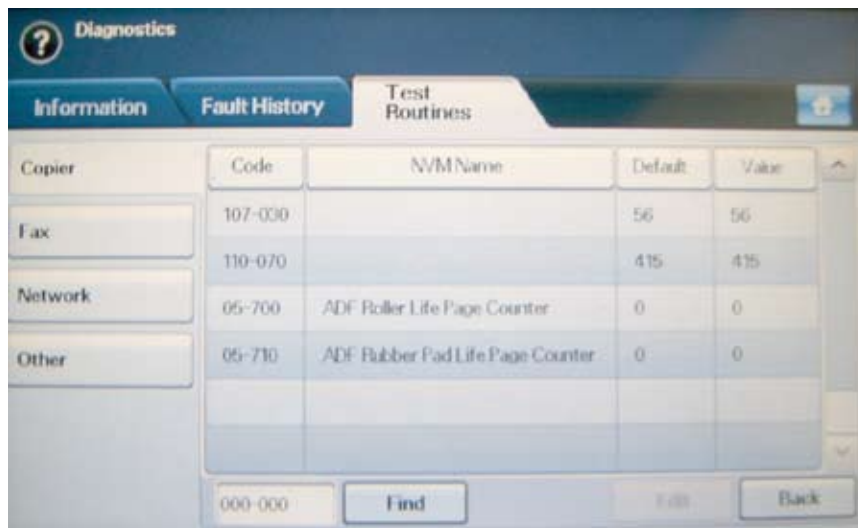 Diagnostics
Information
Fault History
Test
Routines
Copier
Fax
Network
Other
Code NVM Name Default Value
107-030 56 56
110-070 415 415
05-700 ADF Roller Life Page Counter 0 0
05-710 ADF Rubber Pad Life Page Counter 0 0
000-000 Find Edit Back